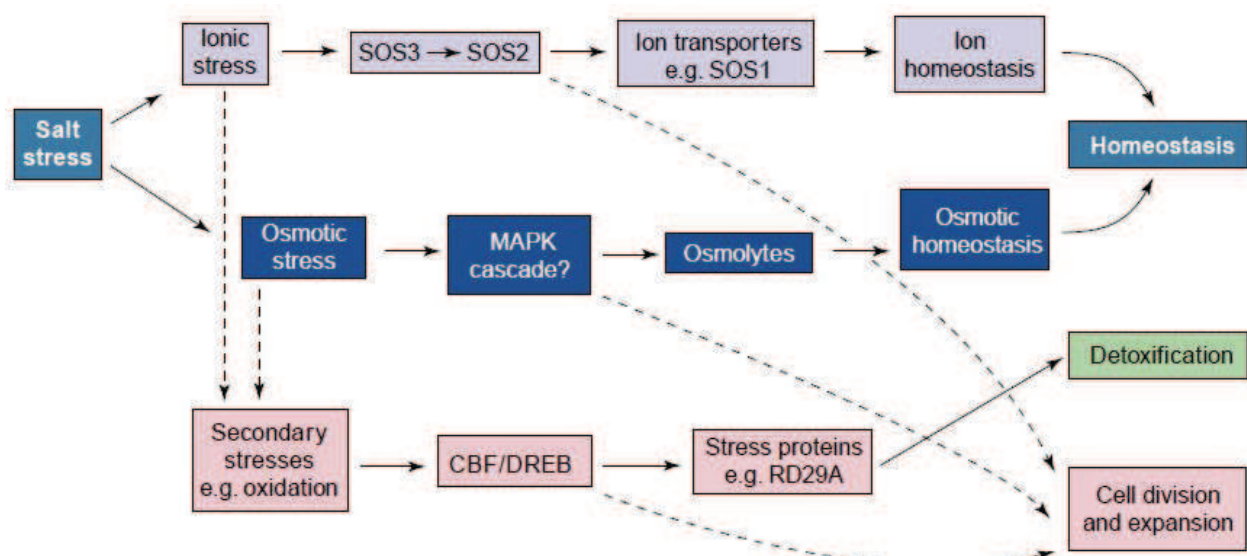 Ionic
stress
SOS3 → SOS2
Ion transporters
e.g. SOS1
Ion
homeostasis
Salt
stress
Homeostasis
Osmotic
stress
MAPK
cascade?
Osmolytes
Osmotic
homeostasis
Detoxification
Secondary
stresses
e.g. oxidation
CBF/DREB
Stress proteins
e.g. RD29A
Cell division
and expansion